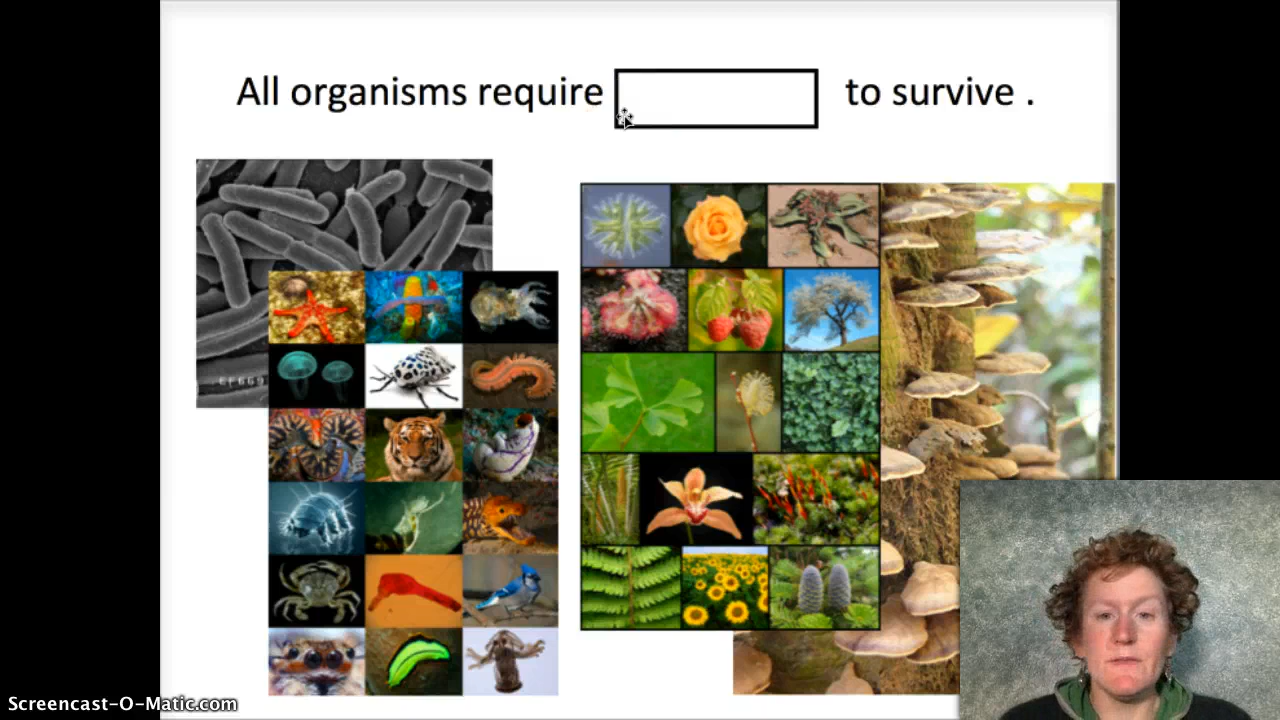 All organisms require to survive .
Screencast-O-Matic.com